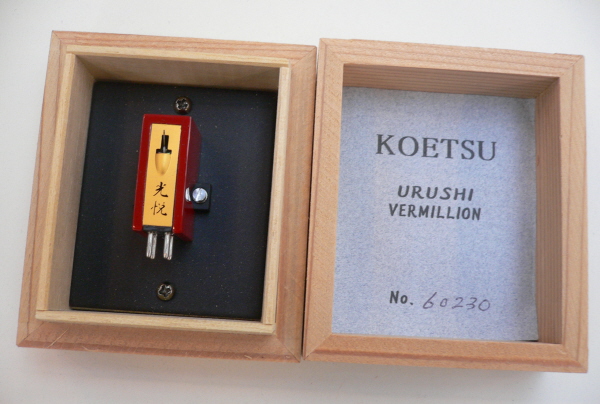 光
悦
KOETSU
URUSHI
VERMILLION
No. 60230